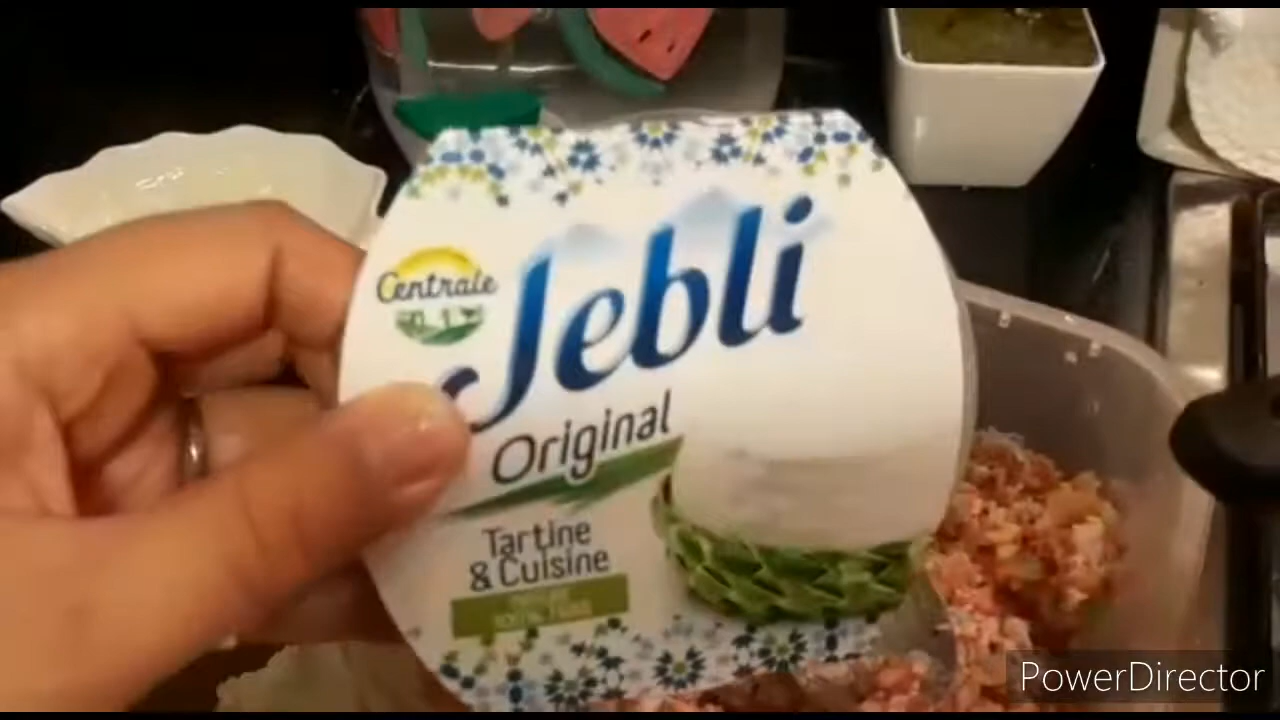 Centrale
Jebli
Original
Tartine
& Cuisine
PowerDirector